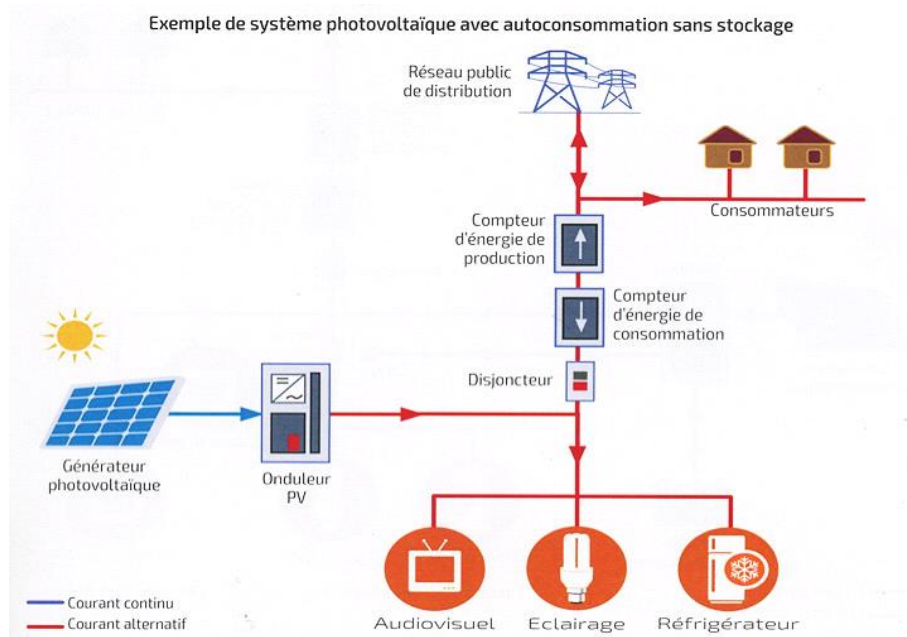 Exemple de système photovoltaïque avec autoconsommation sans stockage
Réseau public
de distribution
Consommateurs
Compteur
d'énergie de
production
Compteur
d'énergie de
consommation
Disjoncteur
Générateur
photovoltaïque
Onduleur
PV
Courant continu
Courant alternatif
Audiovisuel
Eclairage
Réfrigérateur